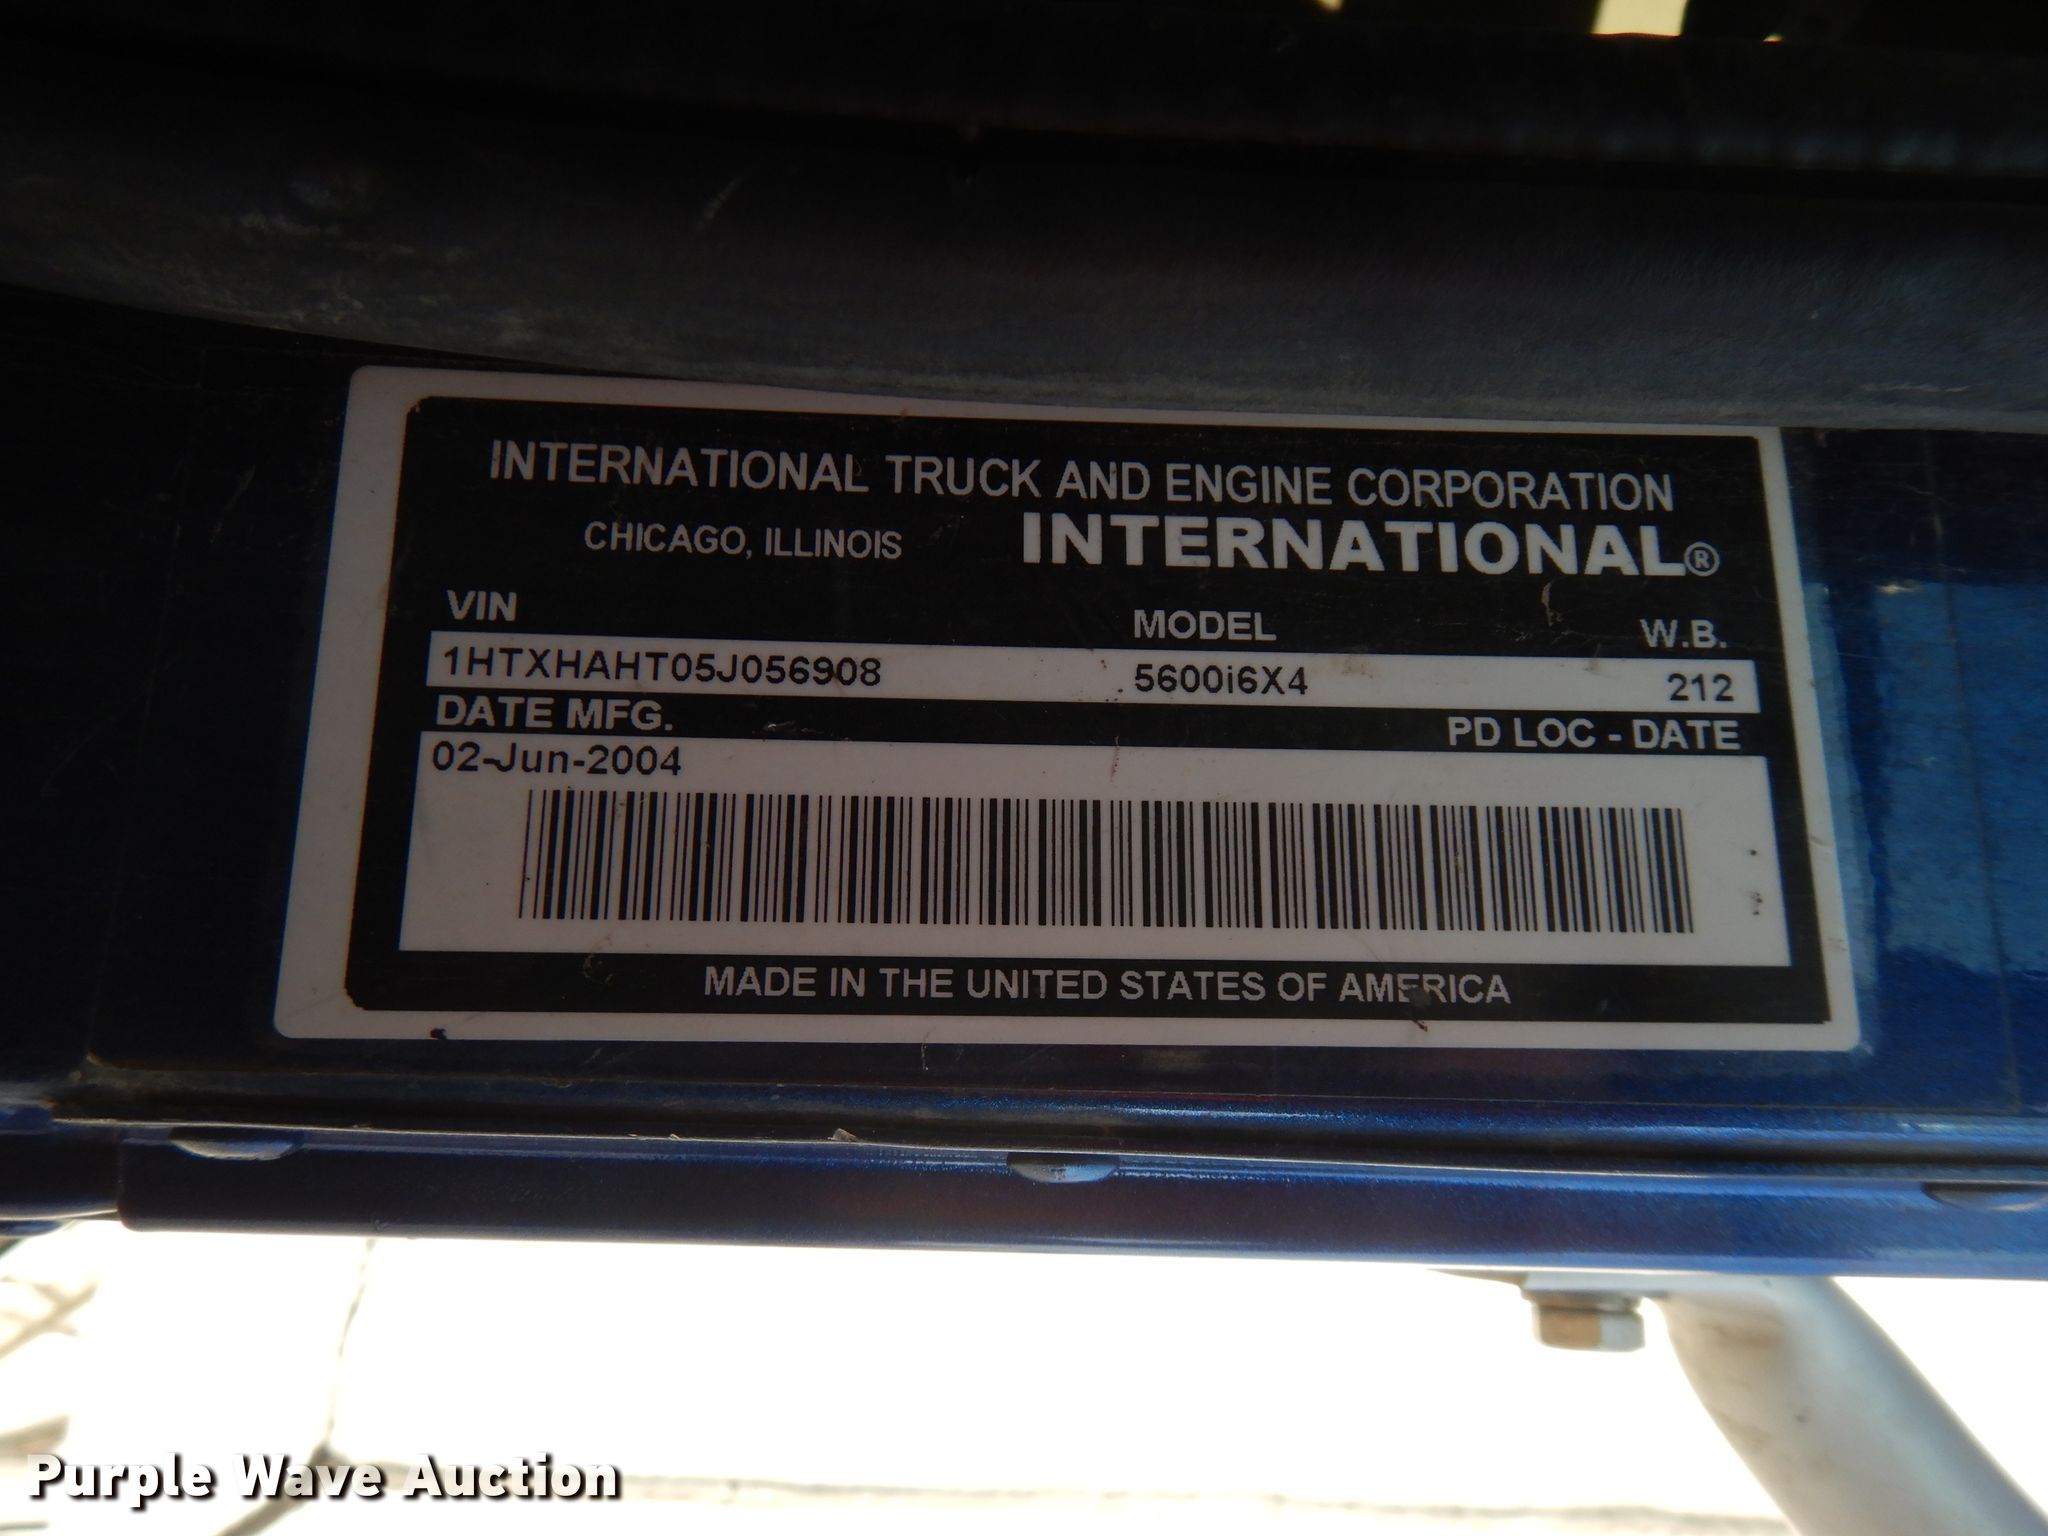 INTERNATIONAL TRUCK AND ENGINE CORPORATION
CHICAGO, ILLINOIS INTERNATIONAL®
VIN MODEL W.B.
1HTXHAHT05J056908 5600i6X4 212
DATE MFG. PD LOC - DATE
02-Jun-2004
MADE IN THE UNITED STATES OF AMERICA
Purple Wave Auction